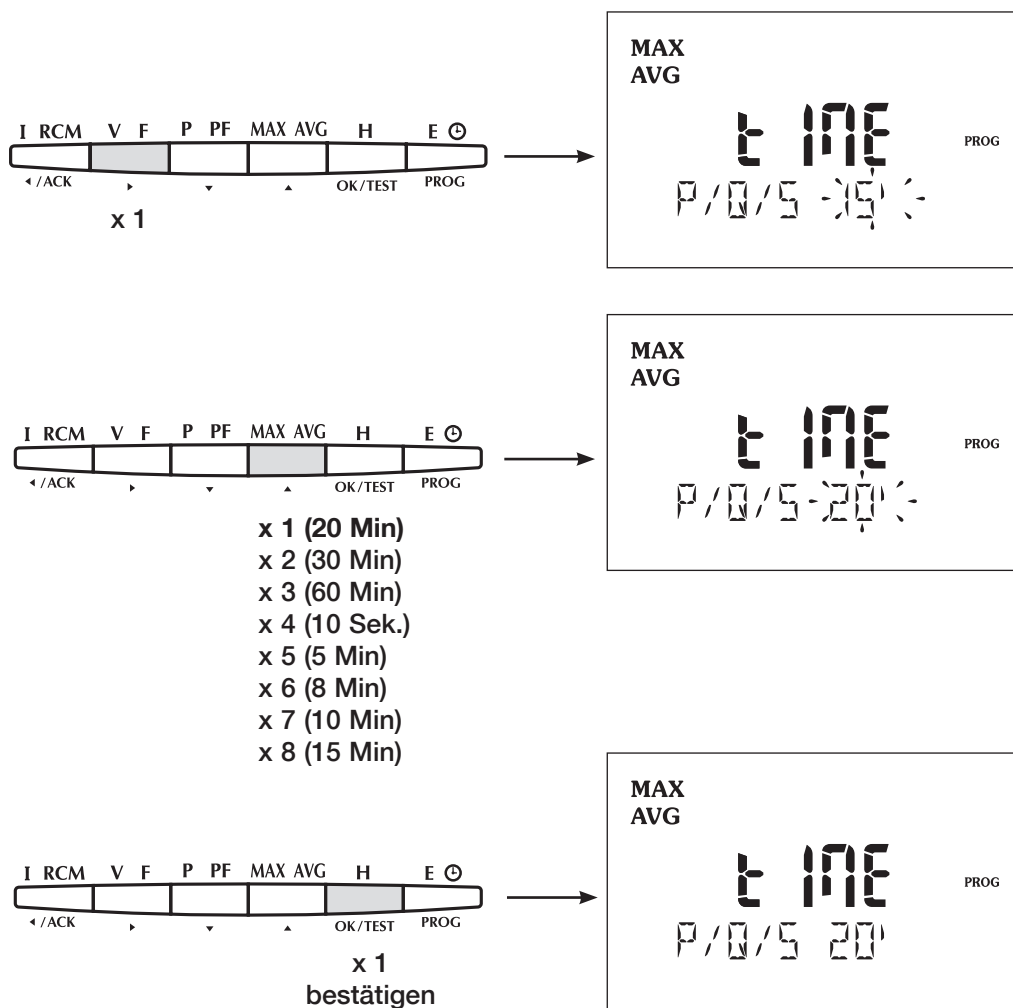 MAX
AVG
t IME
PROG
P/Q/S 15'
I RCM V F P PF MAX AVG H E
/ACK OK/TEST PROG
x 1
MAX
AVG
t IME
PROG
P/Q/S 20'
I RCM V F P PF MAX AVG H E
/ACK OK/TEST PROG
x 1 (20 Min)
x 2 (30 Min)
x 3 (60 Min)
x 4 (10 Sek.)
x 5 (5 Min)
x 6 (8 Min)
x 7 (10 Min)
x 8 (15 Min)
MAX
AVG
t IME
PROG
P/Q/S 20'
I RCM V F P PF MAX AVG H E
/ACK OK/TEST PROG
x 1
bestätigen